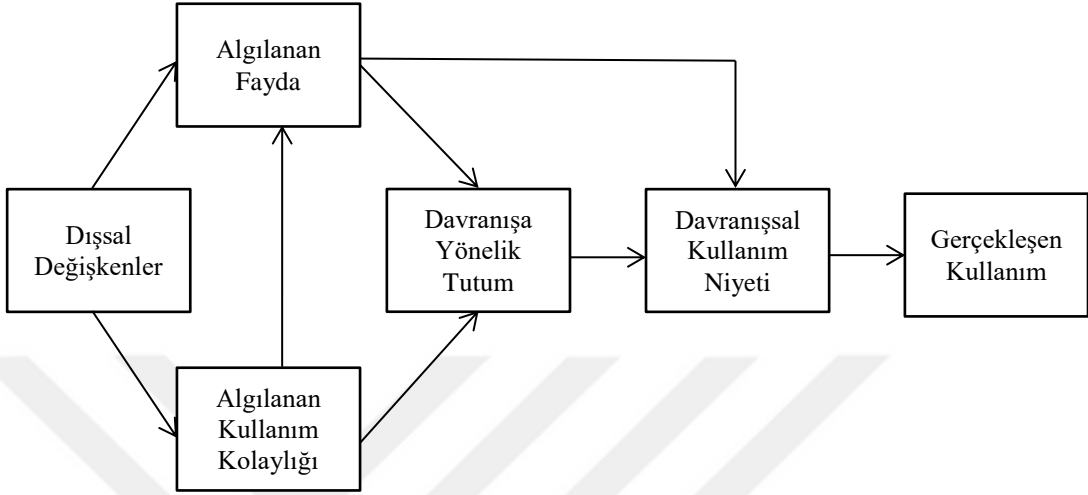 Algılanan
Fayda
Dışsal
Değişkenler
Davranışa
Yönelik
Tutum
Davranışsal
Kullanım
Niyeti
Gerçekleşen
Kullanım
Algılanan
Kullanım
Kolaylığı